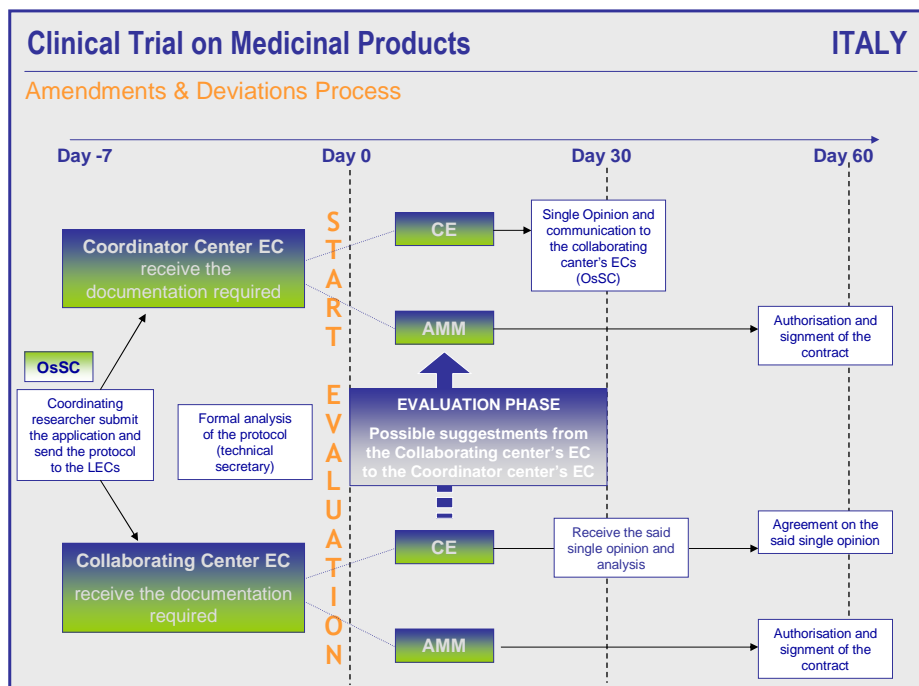 Clinical Trial on Medicinal Products
ITALY
Amendments & Deviations Process
Day -7
Day 0
Day 30
Day 60
START EVALUATION
Coordinator Center EC
receive the
documentation required
CE
Single Opinion and
communication to
the collaborating
canter's ECs
(OsSC)
AMM
Authorisation and
signment of the
contract
OsSC
Coordinating
researcher submit
the application and
send the protocol
to the LECs
Formal analysis
of the protocol
(technical
secretary)
EVALUATION PHASE
Possible suggestments from
the Collaborating center's EC
to the Coordinator center's EC
Collaborating Center EC
receive the documentation
required
CE
Receive the said
single opinion and
analysis
Agreement on the
said single opinion
AMM
Authorisation and
signment of the
contract